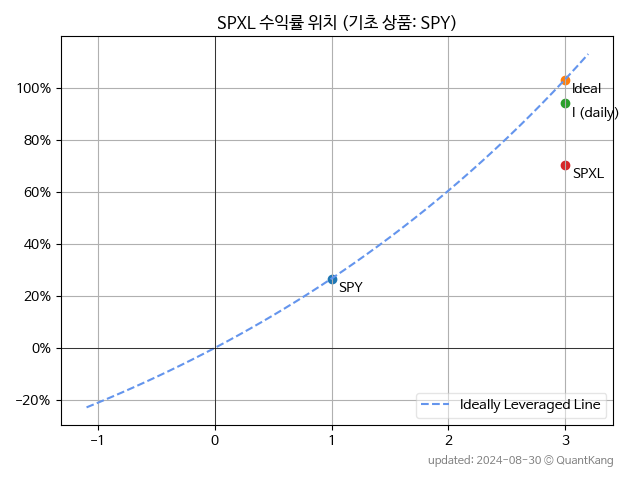 SPXL 수익률 위치 (기초 상품: SPY)
100%
80%
60%
40%
20%
0%
−20%
Ideal
I (daily)
SPXL
SPY
Ideally Leveraged Line
−1
0
1
2
3
updated: 2024-08-30 © QuantKang